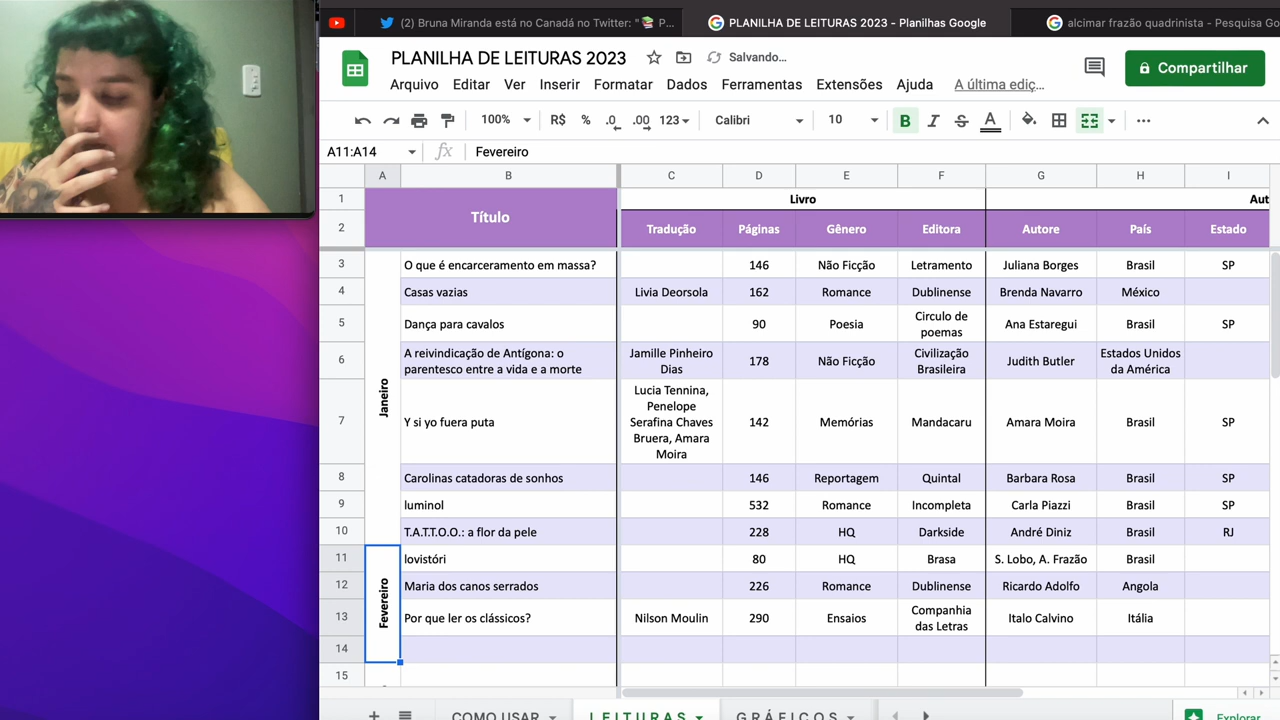 (2) Bruna Miranda está no Canadá no Twitter: "📚 P...
PLANILHA DE LEITURAS 2023 - Planilhas Google
alcimar frazão quadrinista - Pesquisa Go
PLANILHA DE LEITURAS 2023
Salvando...
Compartilhar
Arquivo Editar Ver Inserir Formatar Dados Ferramentas Extensões Ajuda A última ediç...
100% R$ % .0 .00 123 Calibri 10 B I S A
A11:A14 fx Fevereiro
A B C D E F G H I
1 Livro Aut
Título
2 Tradução Páginas Gênero Editora Autore País Estado
Janeiro
3 O que é encarceramento em massa? 146 Não Ficção Letramento Juliana Borges Brasil SP
4 Casas vazias Livia Deorsola 162 Romance Dublinense Brenda Navarro México
5 Dança para cavalos 90 Poesia Circulo de
poemas Ana Estaregui Brasil SP
6 A reivindicação de Antígona: o
parentesco entre a vida e a morte Jamille Pinheiro
Dias 178 Não Ficção Civilização
Brasileira Judith Butler Estados Unidos
da América
7 Y si yo fuera puta Lucia Tennina,
Penelope
Serafina Chaves
Bruera, Amara
Moira 142 Memórias Mandacaru Amara Moira Brasil SP
8 Carolinas catadoras de sonhos 146 Reportagem Quintal Barbara Rosa Brasil SP
9 luminol 532 Romance Incompleta Carla Piazzi Brasil SP
10 T.A.T.T.O.O.: a flor da pele 228 HQ Darkside André Diniz Brasil RJ
Fevereiro
11 lovistóri 80 HQ Brasa S. Lobo, A. Frazão Brasil
12 Maria dos canos serrados 226 Romance Dublinense Ricardo Adolfo Angola
13 Por que ler os clássicos? Nilson Moulin 290 Ensaios Companhia
das Letras Italo Calvino Itália
14
15
COMO USAR LEITURAS GRÁFICOS Explorar